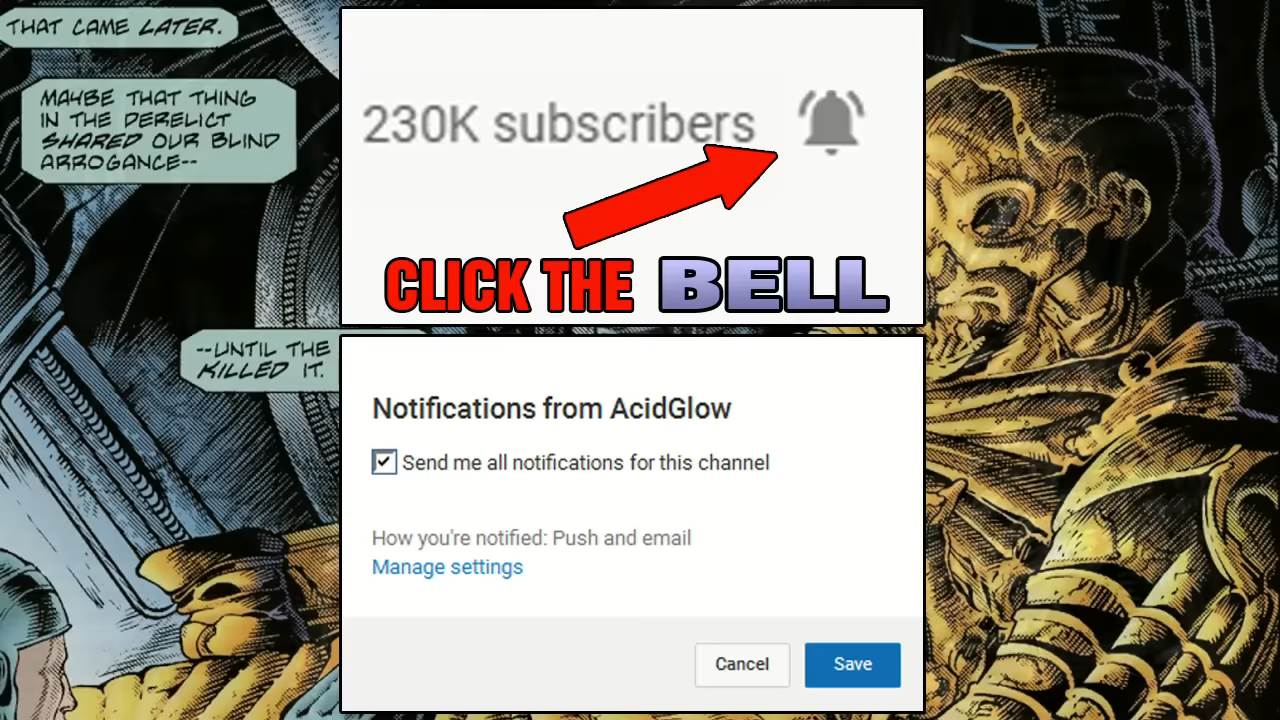 THAT CAME LATER.
MAYBE THAT THING
IN THE DERELICT
SHARED OUR BLIND
ARROGANCE--
--UNTIL THE
KILLED IT.
230K subscribers
CLICK THE BELL
Notifications from AcidGlow
Send me all notifications for this channel
How you're notified: Push and email
Manage settings
Cancel
Save